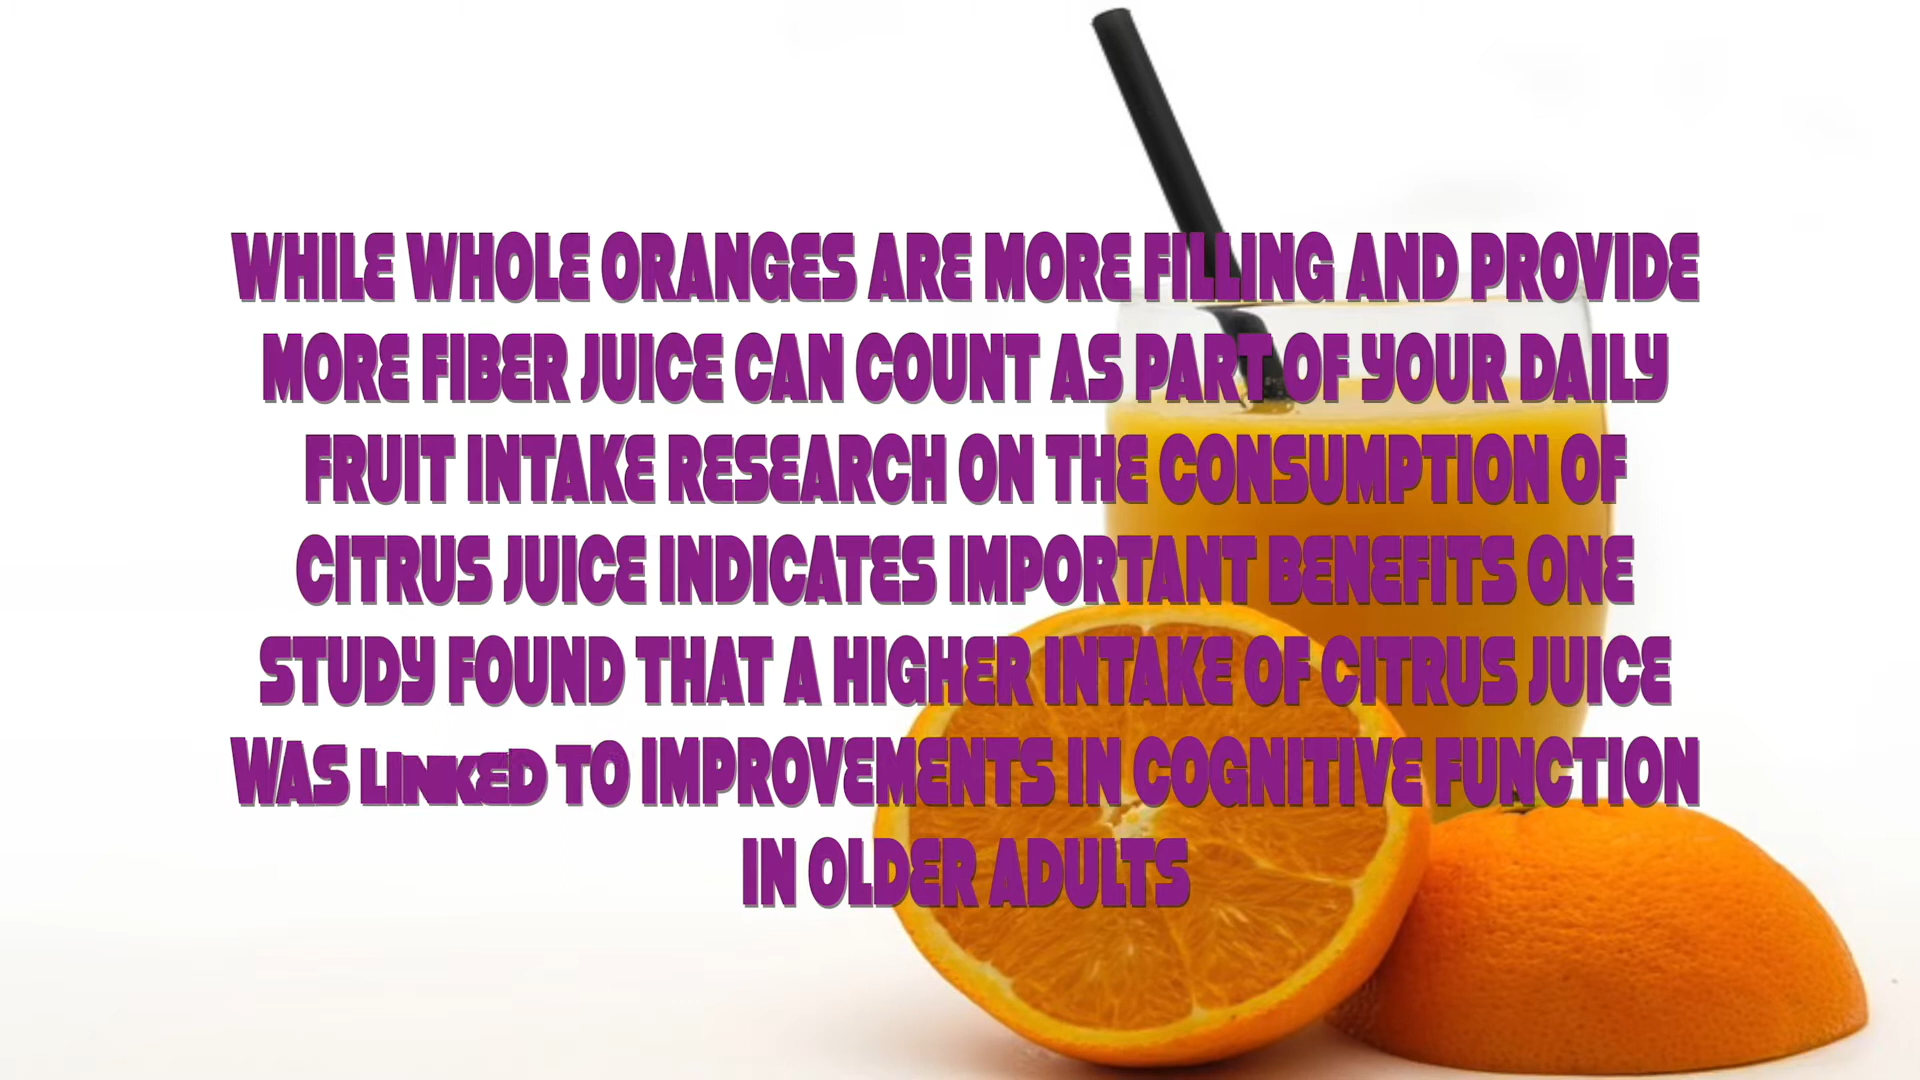 WHILE WHOLE ORANGES ARE MORE FILLING AND PROVIDE
MORE FIBER JUICE CAN COUNT AS PART OF YOUR DAILY
FRUIT INTAKE RESEARCH ON THE CONSUMPTION OF
CITRUS JUICE INDICATES IMPORTANT BENEFITS ONE
STUDY FOUND THAT A HIGHER INTAKE OF CITRUS JUICE
WAS LINKED TO IMPROVEMENTS IN COGNITIVE FUNCTION
IN OLDER ADULTS